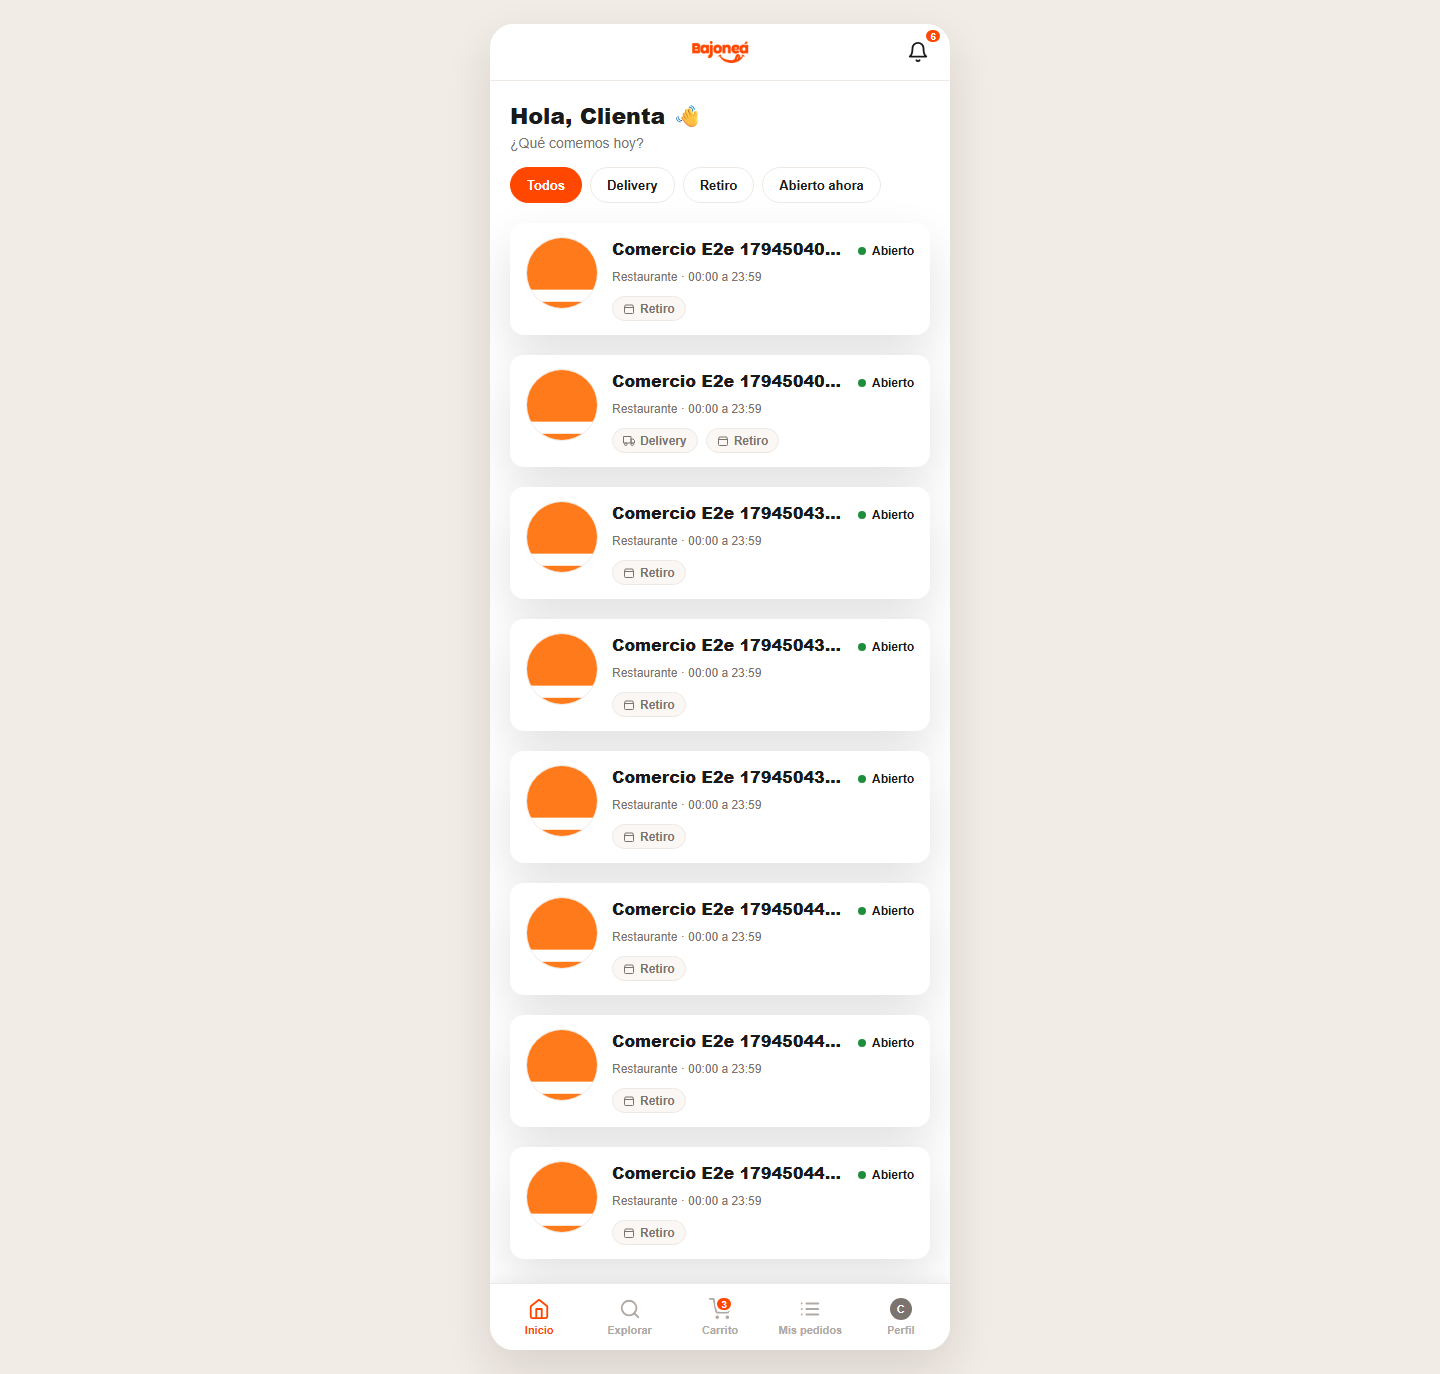 Bajoneá
6
Hola, Clienta 👋
¿Qué comemos hoy?
Todos
Delivery
Retiro
Abierto ahora
Comercio E2e 17945040...
Abierto
Restaurante · 00:00 a 23:59
Retiro
Comercio E2e 17945040...
Abierto
Restaurante · 00:00 a 23:59
Delivery
Retiro
Comercio E2e 17945043...
Abierto
Restaurante · 00:00 a 23:59
Retiro
Comercio E2e 17945043...
Abierto
Restaurante · 00:00 a 23:59
Retiro
Comercio E2e 17945043...
Abierto
Restaurante · 00:00 a 23:59
Retiro
Comercio E2e 17945044...
Abierto
Restaurante · 00:00 a 23:59
Retiro
Comercio E2e 17945044...
Abierto
Restaurante · 00:00 a 23:59
Retiro
Comercio E2e 17945044...
Abierto
Restaurante · 00:00 a 23:59
Retiro
3
C
Inicio
Explorar
Carrito
Mis pedidos
Perfil